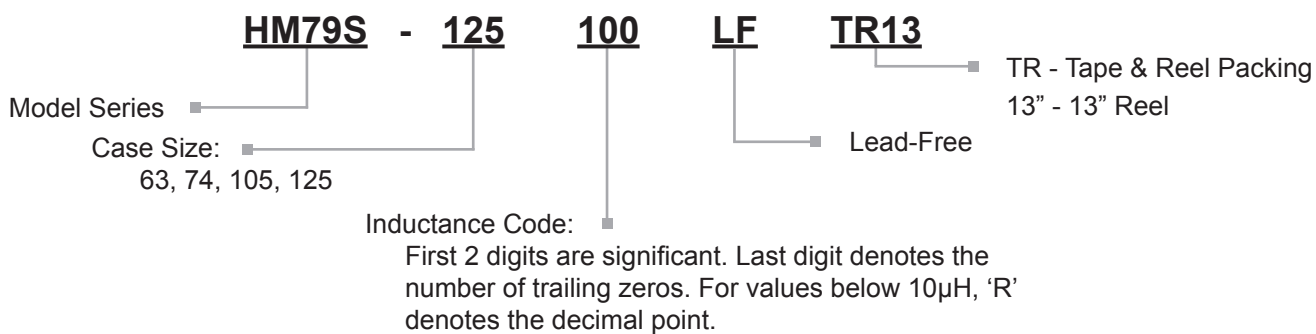 HM79S - 125 100 LF TR13
TR - Tape & Reel Packing
13” - 13” Reel
Model Series
Lead-Free
Case Size:
63, 74, 105, 125
Inductance Code:
First 2 digits are significant. Last digit denotes the
number of trailing zeros. For values below 10µH, ‘R’
denotes the decimal point.